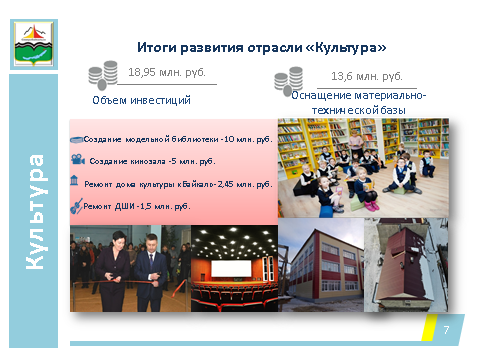 Итоги развития отрасли «Культура»
18,95 млн. руб.
Объем инвестиций
13,6 млн. руб.
Оснащение материально-
технической базы
Создание модельной библиотеки -10 млн. руб.
Создание кинозала -5 млн. руб.
Ремонт дома культуры «Байкал»- 2,45 млн. руб.
Ремонт ДШИ -1,5 млн. руб.
Культура
7